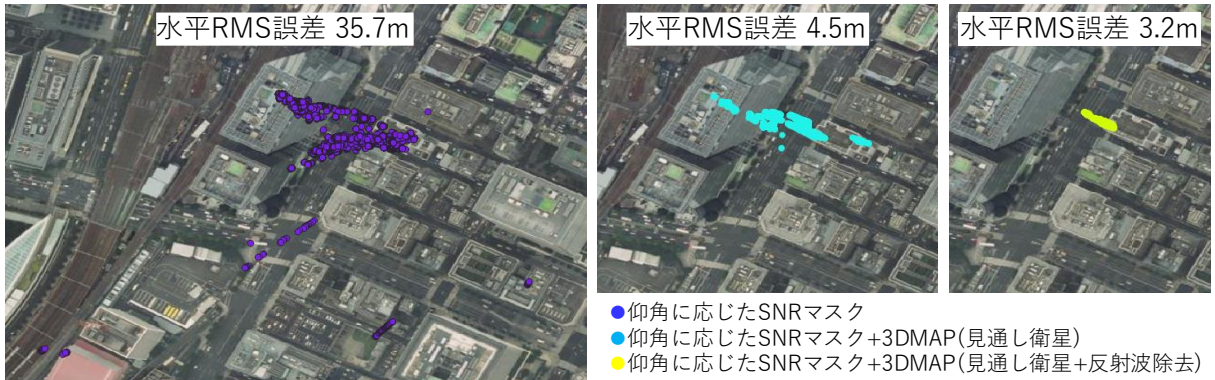 水平RMS誤差 35.7m
水平RMS誤差 4.5m
水平RMS誤差 3.2m
●仰角に応じたSNRマスク
●仰角に応じたSNRマスク+3DMAP(見通し衛星)
●仰角に応じたSNRマスク+3DMAP(見通し衛星+反射波除去)